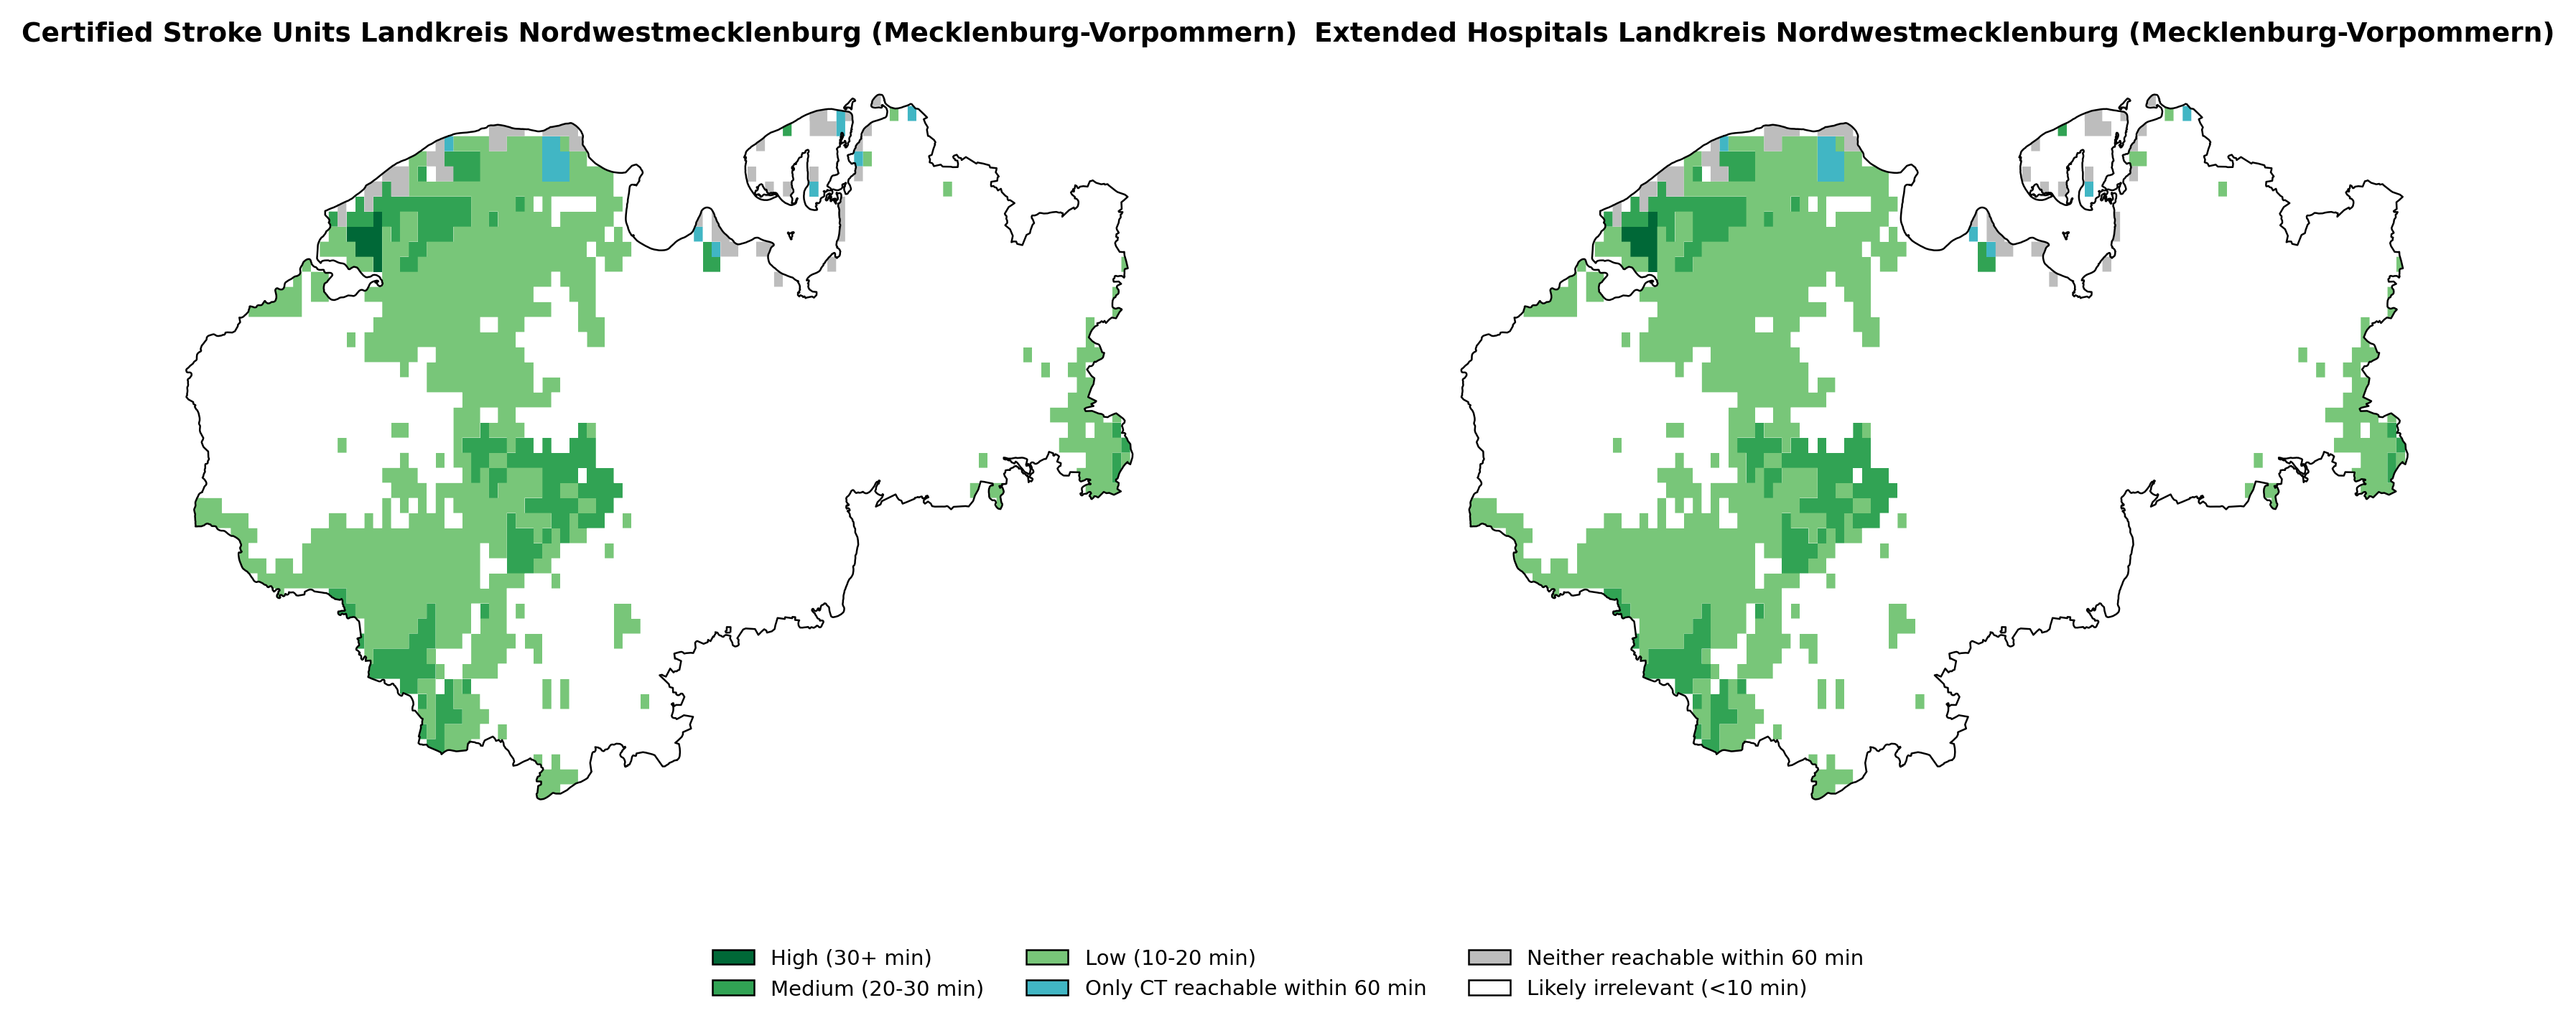 Certified Stroke Units Landkreis Nordwestmecklenburg (Mecklenburg-Vorpommern)
Extended Hospitals Landkreis Nordwestmecklenburg (Mecklenburg-Vorpommern)
High (30+ min)
Medium (20-30 min)
Low (10-20 min)
Only CT reachable within 60 min
Neither reachable within 60 min
Likely irrelevant (<10 min)